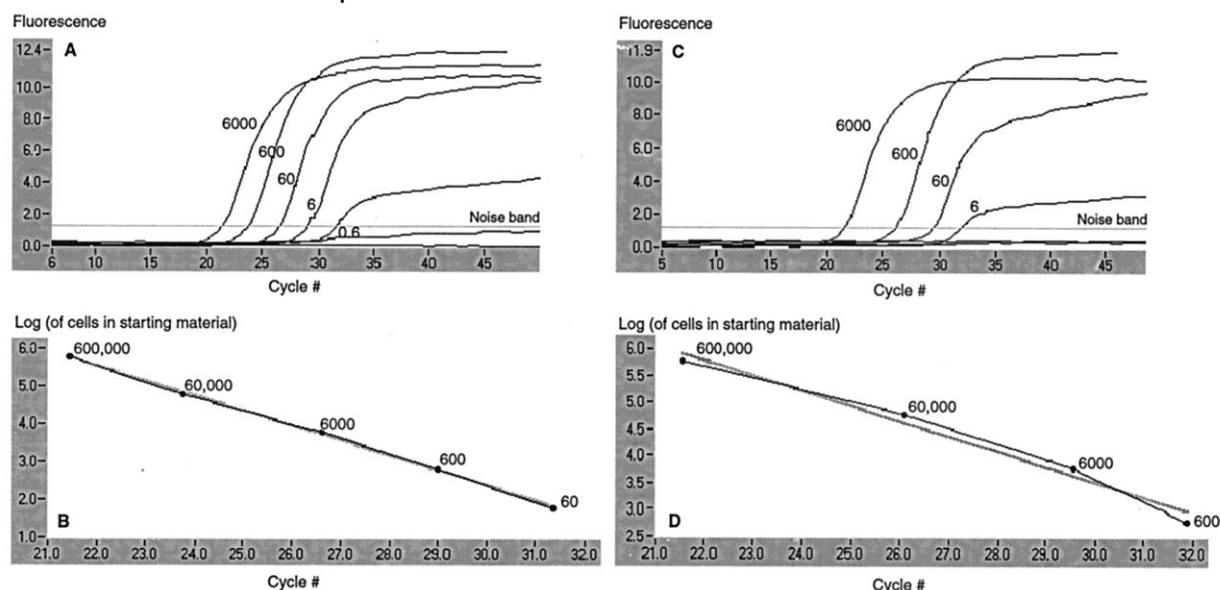 Fluorescence
A
12.4
10.0
8.0
6.0
4.0
2.0
0.0
6000
600
60
6
0.6
Noise band
6 10 15 20 25 30 35 40 45
Cycle #
Fluorescence
C
11.9
10.0
8.0
6.0
4.0
2.0
0.0
6000
600
60
6
Noise band
5 10 15 20 25 30 35 40 45
Cycle #
Log (of cells in starting material)
6.0
5.0
4.0
3.0
2.0
1.0
600,000
60,000
6000
600
60
B
21.0 22.0 23.0 24.0 25.0 26.0 27.0 28.0 29.0 30.0 31.0 32.0
Cycle #
Log (of cells in starting material)
6.0
5.5
5.0
4.5
4.0
3.5
3.0
2.5
600,000
60,000
6000
600
D
21.0 22.0 23.0 24.0 25.0 26.0 27.0 28.0 29.0 30.0 31.0 32.0
Cycle #